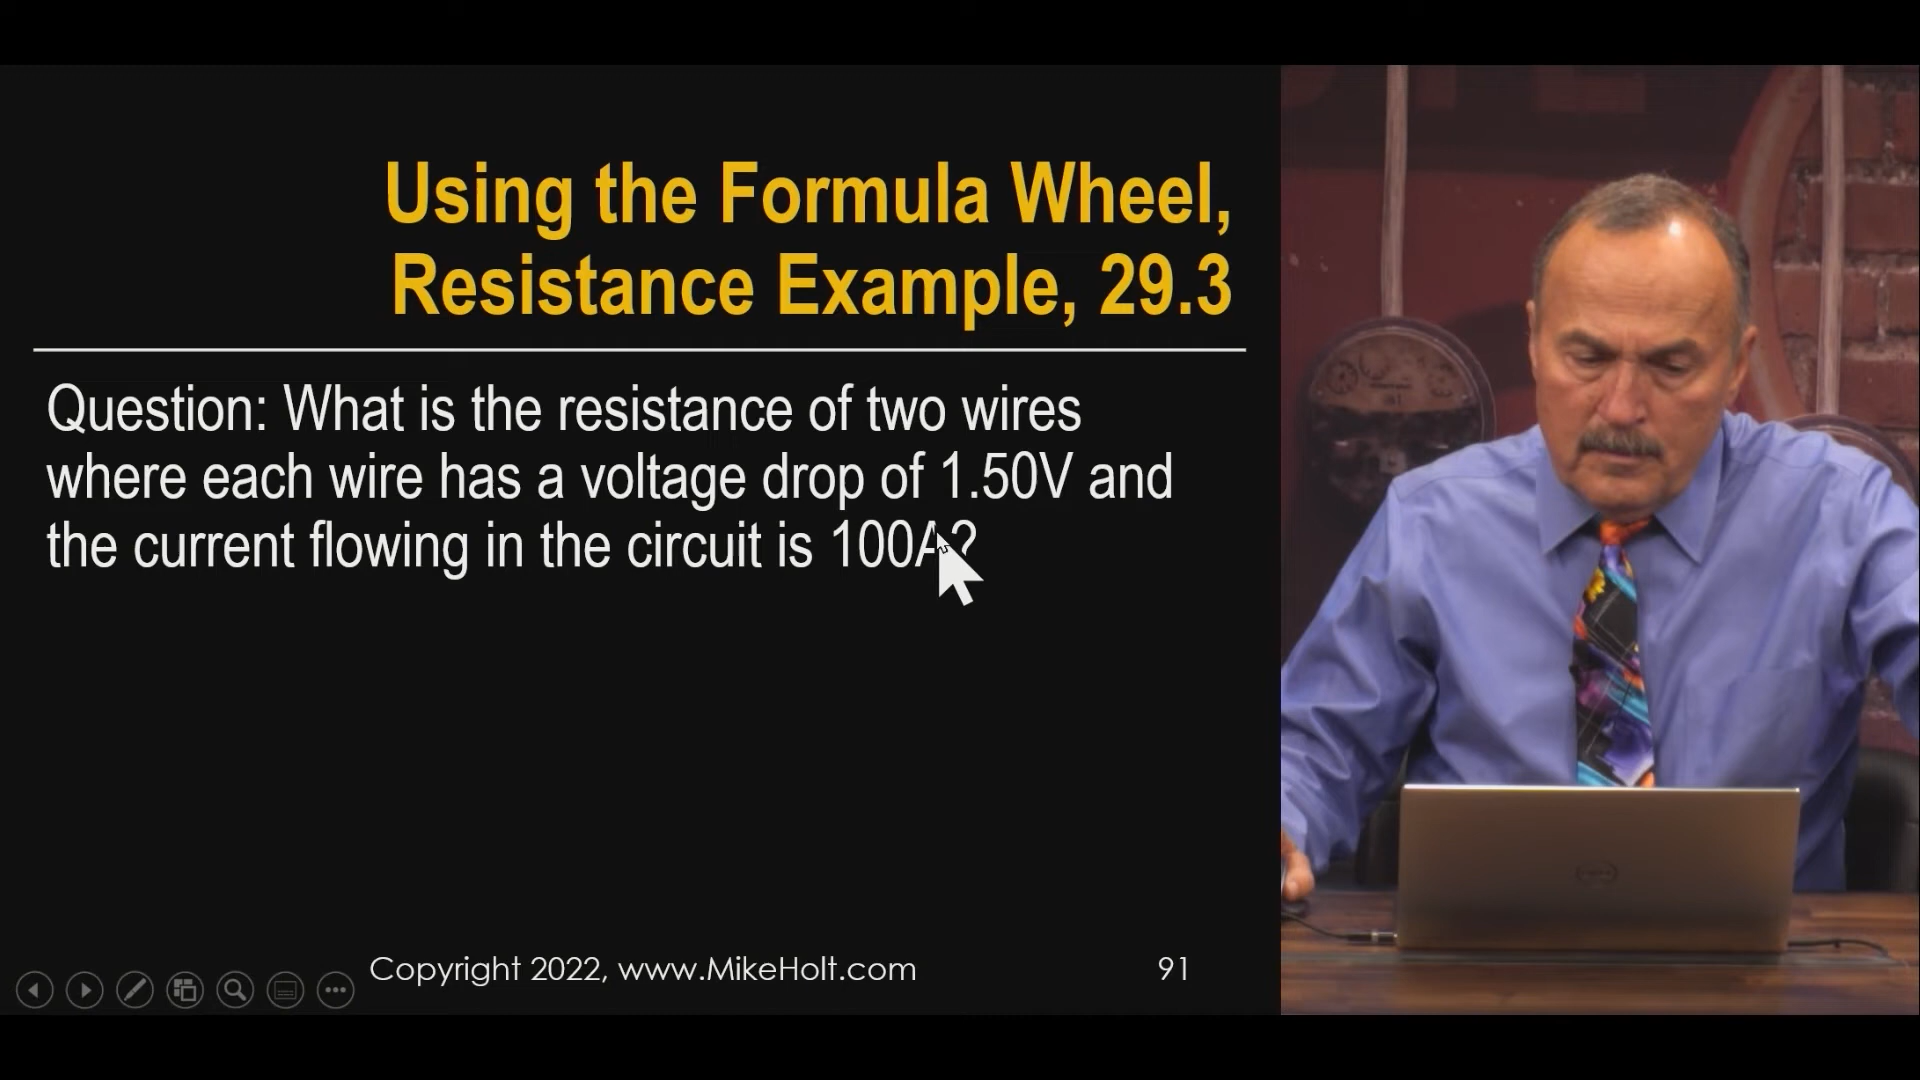 Using the Formula Wheel,
Resistance Example, 29.3
Question: What is the resistance of two wires
where each wire has a voltage drop of 1.50V and
the current flowing in the circuit is 100A?
Copyright 2022, www.MikeHolt.com
91